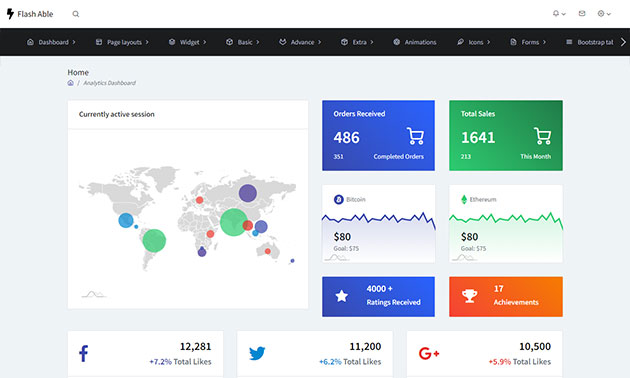 Flash Able
Dashboard Page layouts Widget Basic Advance Extra Animations Icons Forms Bootstrap tal
Home
/ Analytics Dashboard
Currently active session
Orders Received
486
351 Completed Orders
Total Sales
1641
213 This Month
Bitcoin
$80
Goal: $75
Ethereum
$80
Goal: $75
4000 +
Ratings Received
17
Achievements
12,281
+7.2% Total Likes
11,200
+6.2% Total Likes
10,500
+5.9% Total Likes